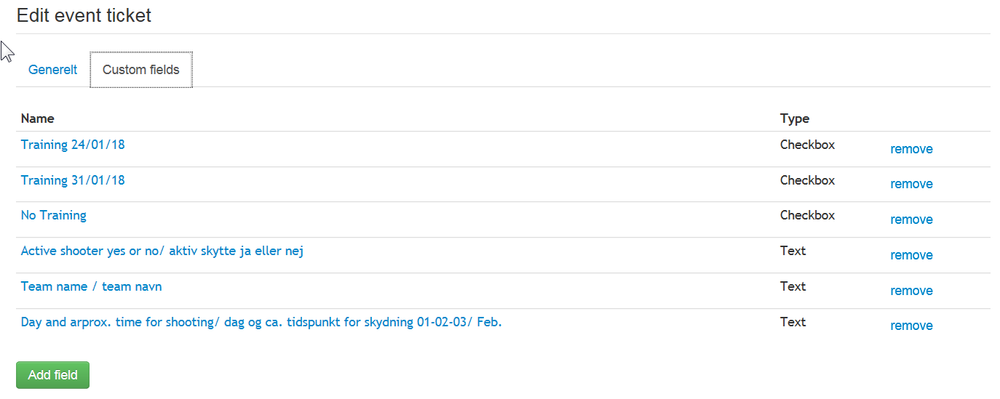 Edit event ticket
Generelt Custom fields
Name Type
Training 24/01/18 Checkbox remove
Training 31/01/18 Checkbox remove
No Training Checkbox remove
Active shooter yes or no/ aktiv skytte ja eller nej Text remove
Team name / team navn Text remove
Day and arprox. time for shooting/ dag og ca. tidspunkt for skydning 01-02-03/ Feb. Text remove
Add field